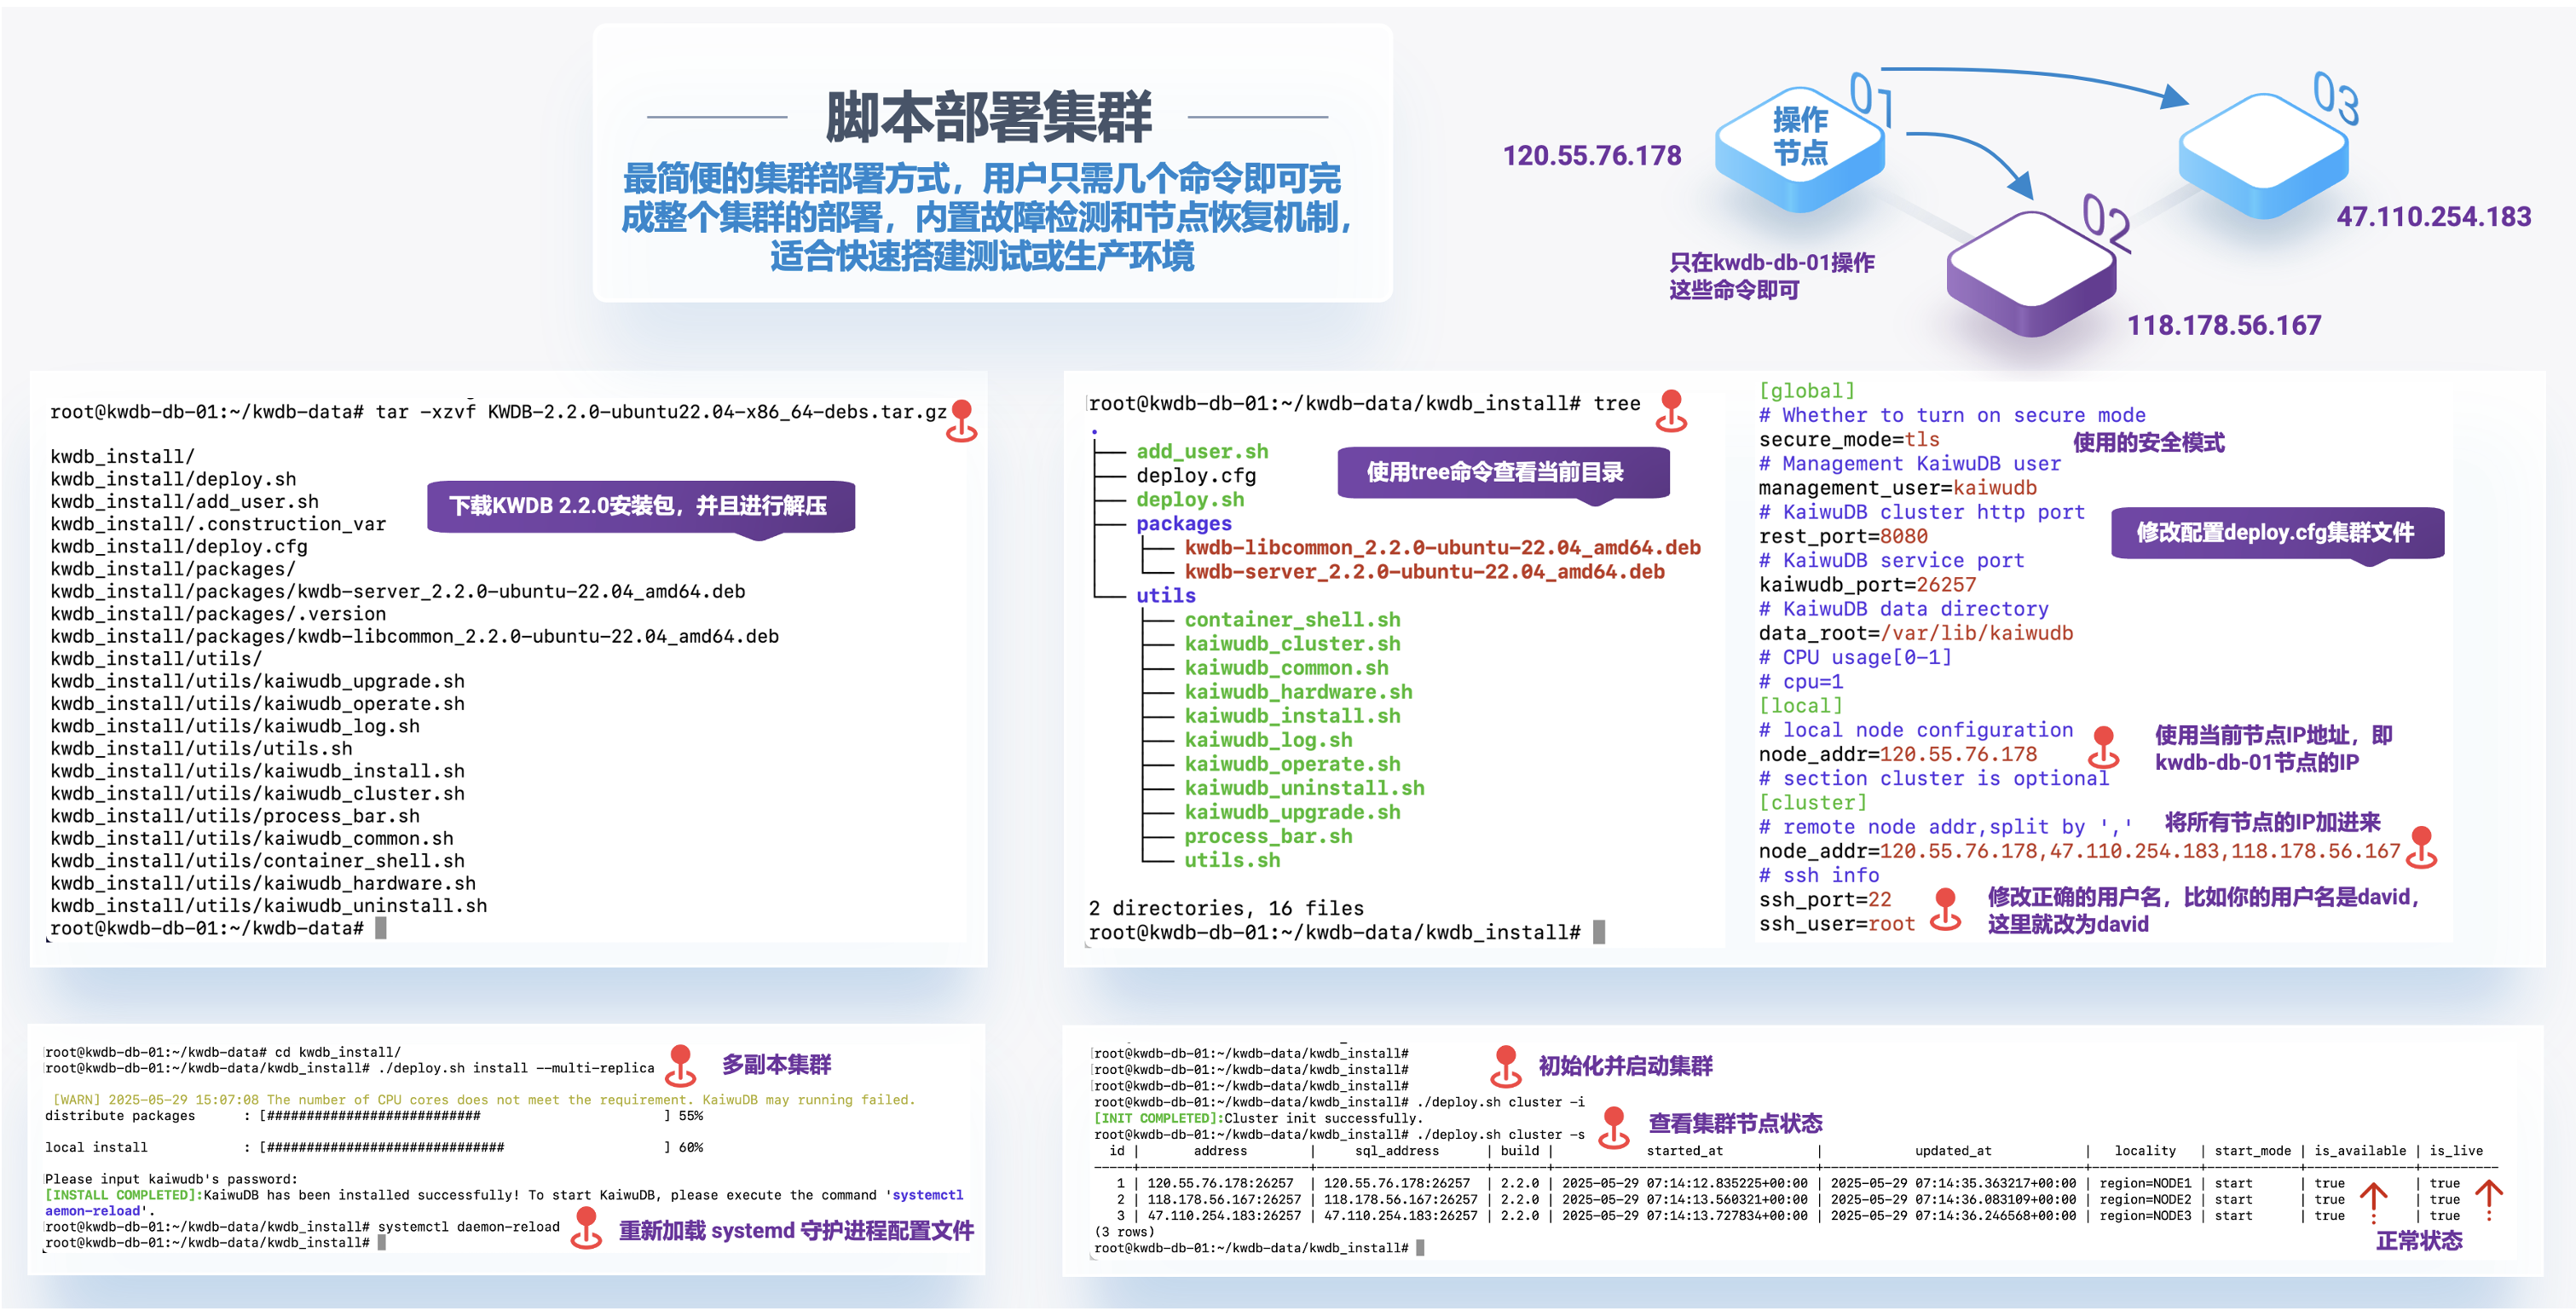 脚本部署集群
最简便的集群部署方式，用户只需几个命令即可完
成整个集群的部署，内置故障检测和节点恢复机制，
适合快速搭建测试或生产环境
01
操作
节点
120.55.76.178
03
47.110.254.183
02
118.178.56.167
只在kwdb-db-01操作
这些命令即可
root@kwdb-db-01:~/kwdb-data# tar -xzvf KWDB-2.2.0-ubuntu22.04-x86_64-debs.tar.gz
kwdb_install/
kwdb_install/deploy.sh
kwdb_install/add_user.sh
kwdb_install/.construction_var
kwdb_install/deploy.cfg
kwdb_install/packages/
kwdb_install/packages/kwdb-server_2.2.0-ubuntu-22.04_amd64.deb
kwdb_install/packages/.version
kwdb_install/packages/kwdb-libcommon_2.2.0-ubuntu-22.04_amd64.deb
kwdb_install/utils/
kwdb_install/utils/kaiwudb_upgrade.sh
kwdb_install/utils/kaiwudb_operate.sh
kwdb_install/utils/kaiwudb_log.sh
kwdb_install/utils/utils.sh
kwdb_install/utils/kaiwudb_install.sh
kwdb_install/utils/kaiwudb_cluster.sh
kwdb_install/utils/process_bar.sh
kwdb_install/utils/kaiwudb_common.sh
kwdb_install/utils/container_shell.sh
kwdb_install/utils/kaiwudb_hardware.sh
kwdb_install/utils/kaiwudb_uninstall.sh
root@kwdb-db-01:~/kwdb-data#
下载KWDB 2.2.0安装包，并且进行解压
root@kwdb-db-01:~/kwdb-data/kwdb_install# tree
.
├── add_user.sh
├── deploy.cfg
├── deploy.sh
├── packages
│   ├── kwdb-libcommon_2.2.0-ubuntu-22.04_amd64.deb
│   └── kwdb-server_2.2.0-ubuntu-22.04_amd64.deb
└── utils
    ├── container_shell.sh
    ├── kaiwudb_cluster.sh
    ├── kaiwudb_common.sh
    ├── kaiwudb_hardware.sh
    ├── kaiwudb_install.sh
    ├── kaiwudb_log.sh
    ├── kaiwudb_operate.sh
    ├── kaiwudb_uninstall.sh
    ├── kaiwudb_upgrade.sh
    ├── process_bar.sh
    └── utils.sh
2 directories, 16 files
root@kwdb-db-01:~/kwdb-data/kwdb_install#
使用tree命令查看当前目录
[global]
# Whether to turn on secure mode
secure_mode=tls
使用的安全模式
# Management KaiwuDB user
management_user=kaiwudb
# KaiwuDB cluster http port
rest_port=8080
修改配置deploy.cfg集群文件
# KaiwuDB service port
kaiwudb_port=26257
# KaiwuDB data directory
data_root=/var/lib/kaiwudb
# CPU usage[0-1]
# cpu=1
[local]
# local node configuration
node_addr=120.55.76.178
使用当前节点IP地址，即
kwdb-db-01节点的IP
# section cluster is optional
[cluster]
# remote node addr,split by ','
将所有节点的IP加进来
node_addr=120.55.76.178,47.110.254.183,118.178.56.167
# ssh info
ssh_port=22
ssh_user=root
修改正确的用户名，比如你的用户名是david，
这里就改为david
root@kwdb-db-01:~/kwdb-data# cd kwdb_install/
root@kwdb-db-01:~/kwdb-data/kwdb_install# ./deploy.sh install --multi-replica
多副本集群
[WARN] 2025-05-29 15:07:08 The number of CPU cores does not meet the requirement. KaiwuDB may running failed.
distribute packages : [########################### ] 55%
local install : [############################## ] 60%
Please input kaiwudb's password:
[INSTALL COMPLETED]:KaiwuDB has been installed successfully! To start KaiwuDB, please execute the command 'systemctl
aemon-reload'.
root@kwdb-db-01:~/kwdb-data/kwdb_install# systemctl daemon-reload
root@kwdb-db-01:~/kwdb-data/kwdb_install#
重新加载 systemd 守护进程配置文件
root@kwdb-db-01:~/kwdb-data/kwdb_install#
root@kwdb-db-01:~/kwdb-data/kwdb_install#
root@kwdb-db-01:~/kwdb-data/kwdb_install#
初始化并启动集群
root@kwdb-db-01:~/kwdb-data/kwdb_install# ./deploy.sh cluster -i
[INIT COMPLETED]:Cluster init successfully.
root@kwdb-db-01:~/kwdb-data/kwdb_install# ./deploy.sh cluster -s
查看集群节点状态
id | address | sql_address | build | started_at | updated_at | locality | start_mode | is_available | is_live
1 | 120.55.76.178:26257 | 120.55.76.178:26257 | 2.2.0 | 2025-05-29 07:14:12.835225+00:00 | 2025-05-29 07:14:35.363217+00:00 | region=NODE1 | start | true | true
2 | 118.178.56.167:26257 | 118.178.56.167:26257 | 2.2.0 | 2025-05-29 07:14:13.560321+00:00 | 2025-05-29 07:14:36.083109+00:00 | region=NODE2 | start | true | true
3 | 47.110.254.183:26257 | 47.110.254.183:26257 | 2.2.0 | 2025-05-29 07:14:13.727834+00:00 | 2025-05-29 07:14:36.246568+00:00 | region=NODE3 | start | true | true
(3 rows)
root@kwdb-db-01:~/kwdb-data/kwdb_install#
正常状态